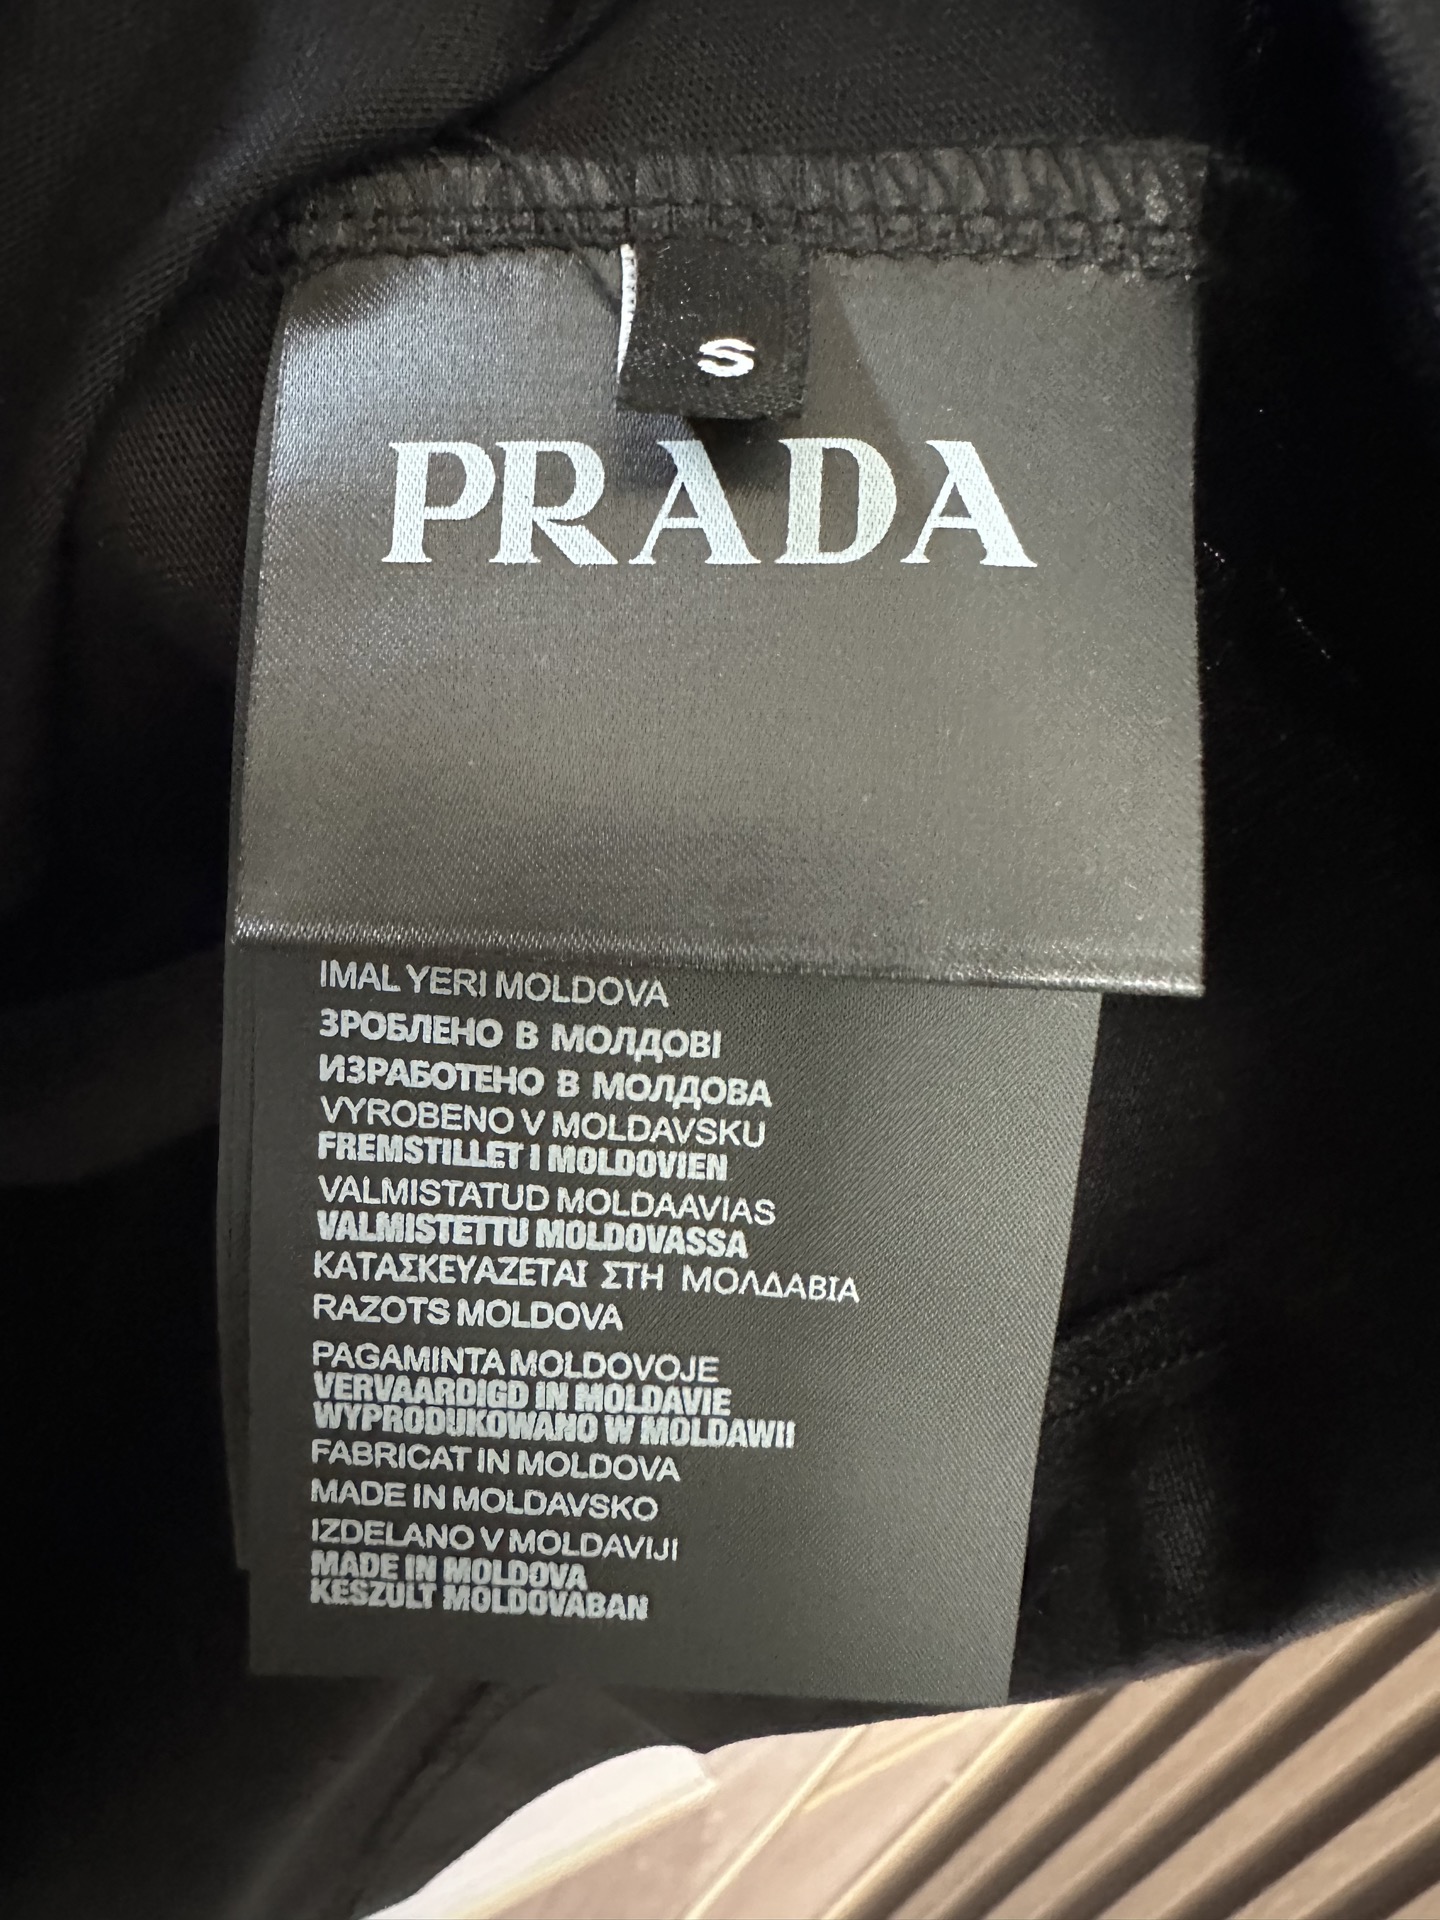 S
PRADA
IMAL YERI MOLDOVA
ЗРОБЛЕНО В МОЛДОВІ
ИЗРАБОТЕНО В МОЛДОВА
VYROBENO V MOLDAVSKU
FREMSTILLET I MOLDOVIEN
VALMISTATUD MOLDAAVIAS
VALMISTETTU MOLDOVASSA
ΚΑΤΑΣΚΕΥΑΖΕΤΑΙ ΣΤΗ ΜΟΛΔΑΒΙΑ
RAZOTS MOLDOVA
PAGAMINTA MOLDOVOJE
VERVAARDIGD IN MOLDAVIE
WYPRODUKOWANO W MOLDAWII
FABRICAT IN MOLDOVA
MADE IN MOLDAVSKO
IZDELANO V MOLDAVIJI
MADE IN MOLDOVA
KESZULT MOLDOVABAN